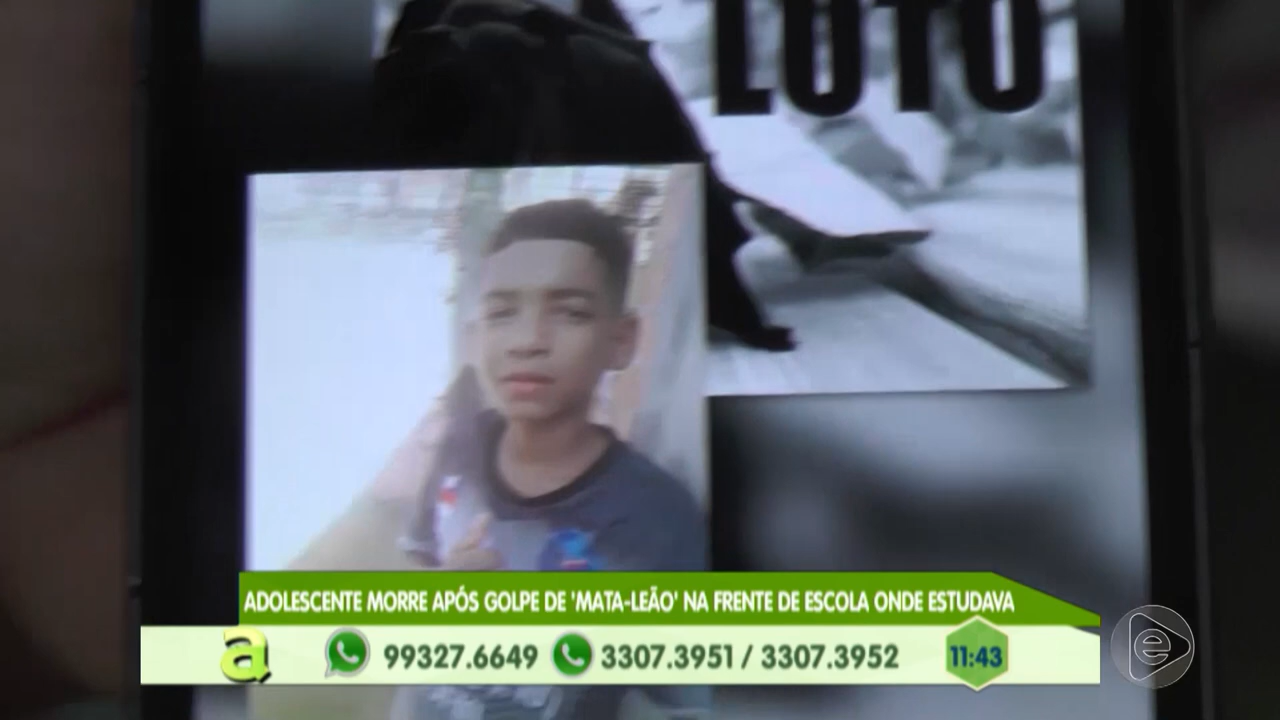 LUTO
ADOLESCENTE MORRE APÓS GOLPE DE 'MATA-LEÃO' NA FRENTE DE ESCOLA ONDE ESTUDAVA
a 99327.6649 3307.3951 / 3307.3952 11:43
e